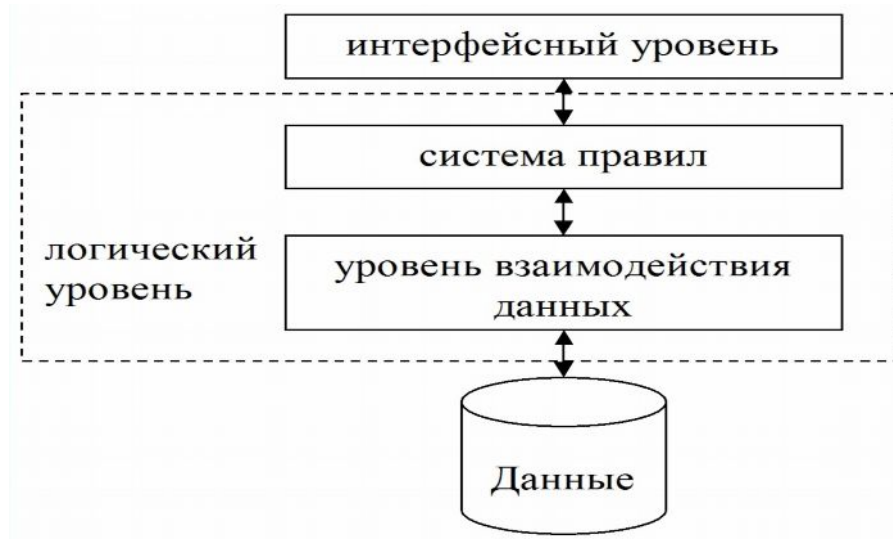 интерфейсный уровень
система правил
логический
уровень
уровень взаимодействия
данных
Данные